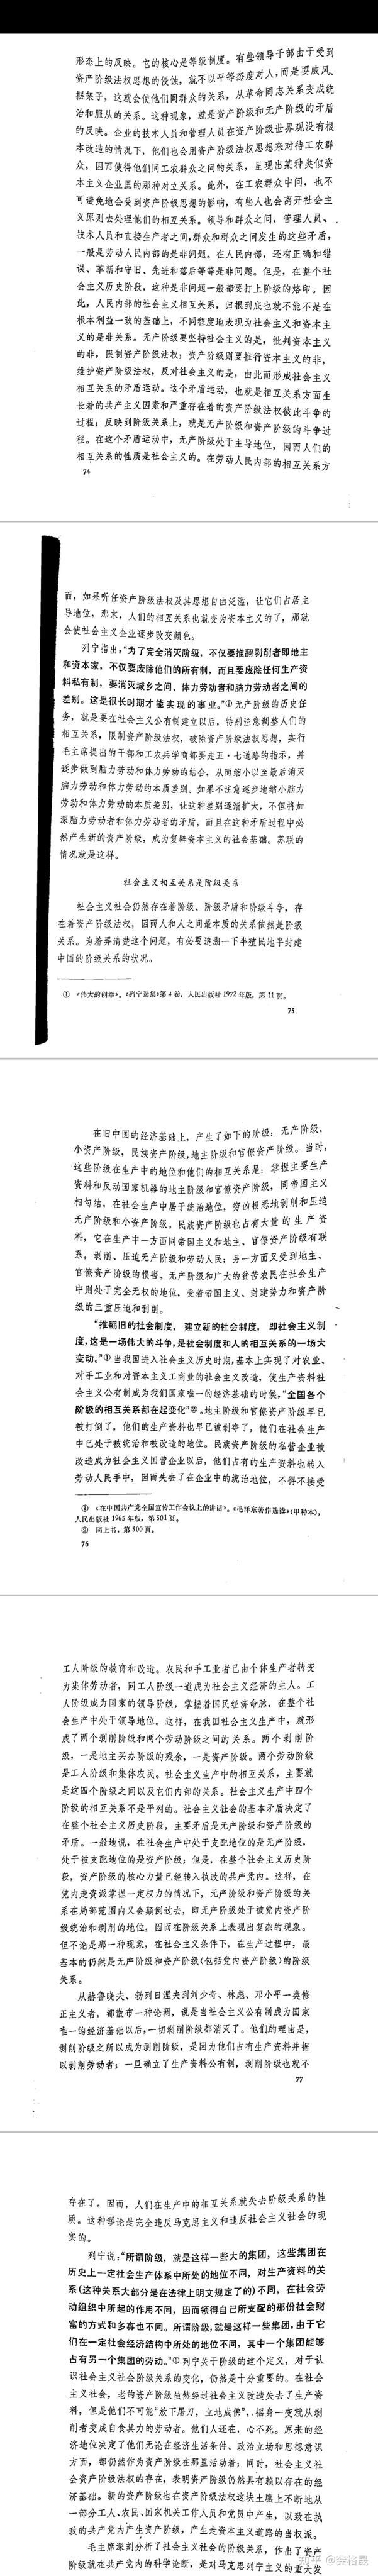 形态上的反映。它的核心是等级制度。有些领导干部由于受到
资产阶级法权思想的侵蚀，就不以平等态度对人，而是耍威风、
摆架子，这就会使他们同群众的关系，从革命同志关系变成统
治和服从的关系。这种现象，就是资产阶级和无产阶级的矛盾
的反映。企业的技术人员和管理人员在资产阶级世界观没有根
本改造的情况下，他们也会用资产阶级法权思想来对待工农群
众，因而使得他们同工农群众之间的关系，呈现出某种类似资
本主义企业里的那种对立关系。此外，在工农群众中间，也不
可避免地会受到资产阶级思想的影响，有些人也会离开社会主
义原则去处理他们的相互关系。领导和群众之间，管理人员、
技术人员和直接生产者之间，群众和群众之间发生的这些矛盾，
一般是劳动人民内部的是非问题。在人民内部，还有正确和错
误、革新和守旧、先进和落后等等是非问题。但是，在整个社
会主义历史阶段，这种是非问题一般都要打上阶级的烙印。因
此，人民内部的社会主义相互关系，归根到底也就不能不是在
根本利益一致的基础上，不同程度地表现为社会主义和资本主
义的是非关系。无产阶级要坚持社会主义的是，批判资本主义
的非，限制资产阶级法权；资产阶级则要推行资本主义的非，
维护资产阶级法权，反对社会主义的是，由此而形成社会主义
相互关系的矛盾运动。这个矛盾运动，也就是相互关系方面生
长着的共产主义因素和严重存在着的资产阶级法权彼此斗争的
过程；反映到阶级关系上，就是无产阶级和资产阶级的斗争过
程。在这个矛盾运动中，无产阶级处于主导地位，因而人们的
相互关系的性质是社会主义的。在劳动人民内部的相互关系方
74
面，如果听任资产阶级法权及其思想自由泛滥，让它们占居主
导地位，那末，人们的相互关系也就变为资本主义的了，那就
会使社会主义企业逐步改变颜色。
列宁指出：“为了完全消灭阶级，不仅要推翻剥削者即地主
和资本家，不仅要废除他们的所有制，而且要废除任何生产资
料私有制，要消灭城乡之间、体力劳动者和脑力劳动者之间的
差别。这是很长时期才能实现的事业。”①无产阶级的历史任
务，就是要在社会主义公有制建立以后，特别注意调整人们的
相互关系，限制资产阶级法权，破除资产阶级法权思想，实行
毛主席提出的干部和工农兵学商都要走五·七道路的指示，并
逐步做到脑力劳动和体力劳动的结合，从而缩小以至最后消灭
脑力劳动和体力劳动的本质差别。如果不注意逐步地缩小脑力
劳动和体力劳动的本质差别，让这种差别逐渐扩大，不但将加
深脑力劳动者和体力劳动者的矛盾，而且在这种矛盾过程中必
然产生新的资产阶级，成为复辟资本主义的社会基础。苏联的
情况就是这样。
社会主义相互关系是阶级关系
社会主义社会仍然存在着阶级、阶级矛盾和阶级斗争，存
在着资产阶级法权，因而人和人之间最本质的关系依然是阶级
关系。为着弄清楚这个问题，有必要追溯一下半殖民地半封建
中国的阶级关系的状况。
① 《伟大的创举》，《列宁选集》第4卷，人民出版社1972年版，第11页。
75
在旧中国的经济基础上，产生了如下的阶级：无产阶级，
小资产阶级，民族资产阶级，地主阶级和官僚资产阶级。当时，
这些阶级在生产中的地位和他们的相互关系是：掌握主要生产
资料和反动国家机器的地主阶级和官僚资产阶级，同帝国主义
相勾结，在社会生产中居于统治地位，穷凶极恶地剥削和压迫
无产阶级和小资产阶级。民族资产阶级也占有大量的生产资
料，它在生产中一方面同帝国主义和地主、官僚资产阶级有联
系，剥削、压迫无产阶级和劳动人民；另一方面又受到地主、
官僚资产阶级的损害。无产阶级和广大的贫苦农民在社会生产
中则处于完全无权的地位，受着帝国主义、封建势力和资产阶
级的三重压迫和剥削。
“推翻旧的社会制度，建立新的社会制度，即社会主义制
度，这是一场伟大的斗争，是社会制度和人的相互关系的一场大
变动。”①当我国进入社会主义历史时期，基本上实现了对农业、
对手工业和对资本主义工商业的社会主义改造，使生产资料社
会主义公有制成为我们国家唯一的经济基础的时候，“全国各个
阶级的相互关系都在起变化”②。地主阶级和官僚资产阶级早已
被打倒了，他们的生产资料也早已被剥夺了，他们在社会生产
中已处于被统治和被改造的地位。民族资产阶级的私营企业被
改造成为社会主义国营企业以后，他们占有的生产资料也转入
劳动人民手中，因而失去了在企业中的统治地位，不得不接受
① 《在中国共产党全国宣传工作会议上的讲话》，《毛泽东著作选读》（甲种本），
人民出版社1965年版，第501页。
② 同上书，第500页。
76
工人阶级的教育和改造。农民和手工业者已由个体生产者转变
为集体劳动者，同工人阶级一道成为社会主义经济的主人。工
人阶级成为国家的领导阶级，掌握着国民经济命脉，在整个社
会生产中处于领导地位。这样，在我国社会主义生产中，就形
成了两个剥削阶级和两个劳动阶级之间的关系。两个剥削阶
级，一是地主买办阶级的残余，一是资产阶级。两个劳动阶级
是工人阶级和集体农民。社会主义生产中的相互关系，主要就
是这四个阶级之间以及它们内部的关系。社会主义生产中四个
阶级的相互关系不是平列的。社会主义社会的基本矛盾决定了
在整个社会主义历史阶段，主要矛盾是无产阶级和资产阶级的
矛盾。一般地说，在社会生产中处于支配地位的是无产阶级，
处于被支配地位的是资产阶级；但是，在整个社会主义历史阶
段，资产阶级的核心力量已经转入执政的共产党内。这样，在
党内走资派掌握一定权力的情况下，无产阶级和资产阶级的关
系在局部范围内又会颠倒过去，即无产阶级处于被党内资产阶
级统治和剥削的地位，因而在阶级关系上表现出复杂的现象。
但不论是那一种现象，在社会主义条件下，在生产过程中，最
基本的仍然是无产阶级和资产阶级（包括党内资产阶级）的阶级
关系。
从赫鲁晓夫、勃列日涅夫到刘少奇、林彪、邓小平一类修
正主义者，都散布一种论调，说是当社会主义公有制成为国家
唯一的经济基础以后，一切剥削阶级都消灭了。他们的理由是，
剥削阶级之所以成为剥削阶级，是因为他们占有生产资料并借
以剥削劳动者；一旦确立了生产资料公有制，剥削阶级也就不
77
存在了。因而，人们在生产中的相互关系就失去阶级关系的性
质。这种谬论是完全违反马克思主义和违反社会主义社会的现
实的。
列宁说：“所谓阶级，就是这样一些大的集团，这些集团在
历史上一定社会生产体系中所处的地位不同，对生产资料的关
系（这种关系大部分是在法律上明文规定了的）不同，在社会劳
动组织中所起的作用不同，因而领得自己所支配的那份社会财
富的方式和多寡也不同。所谓阶级，就是这样一些集团，由于它
们在一定社会经济结构中所处的地位不同，其中一个集团能够
占有另一个集团的劳动。”①列宁关于阶级的这个定义，对于认
识社会主义社会阶级关系的变化，仍然是十分重要的。在社会
主义社会，老的资产阶级虽然经过社会主义改造失去了生产资
料，但是他们不可能“放下屠刀，立地成佛”，摇身一变就从剥
削者变成自食其力的劳动者。他们人还在，心不死。原来的经
济地位决定了他们无论在经济生活条件、政治立场和思想意识
方面，都仍然作为资产阶级在那里活动着；同时，社会主义社
会资产阶级法权的存在，表明资产阶级仍然具有赖以存在的经
济基础。新的资产阶级也在资产阶级法权这块土壤上不断地从
一部分工人、农民、国家机关工作人员和党员中产生，以致在执
政的共产党内产生资产阶级，产生走资本主义道路的当权派。
毛主席深刻分析了社会主义社会的阶级关系，作出了资产
阶级就在共产党内的科学论断，是对马克思列宁主义的重大发
知乎